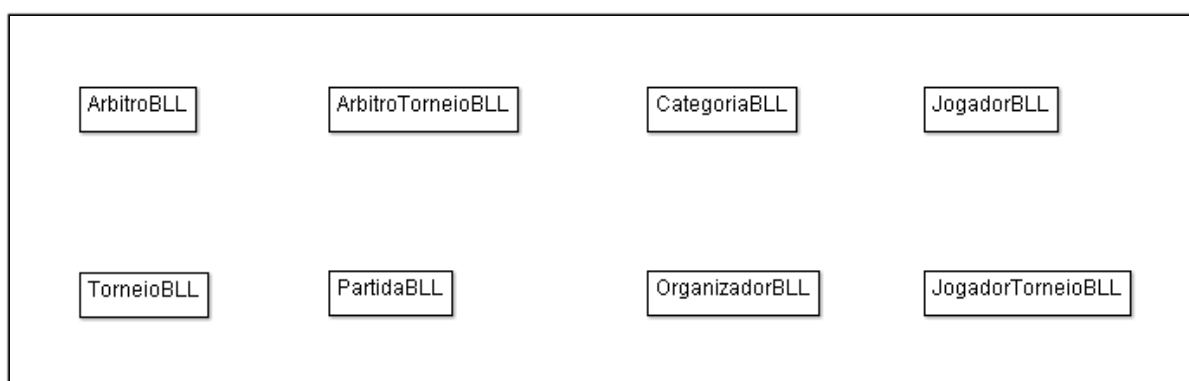 ArbitroBLL
ArbitroTorneioBLL
CategoriaBLL
JogadorBLL
TorneioBLL
PartidaBLL
OrganizadorBLL
JogadorTorneioBLL